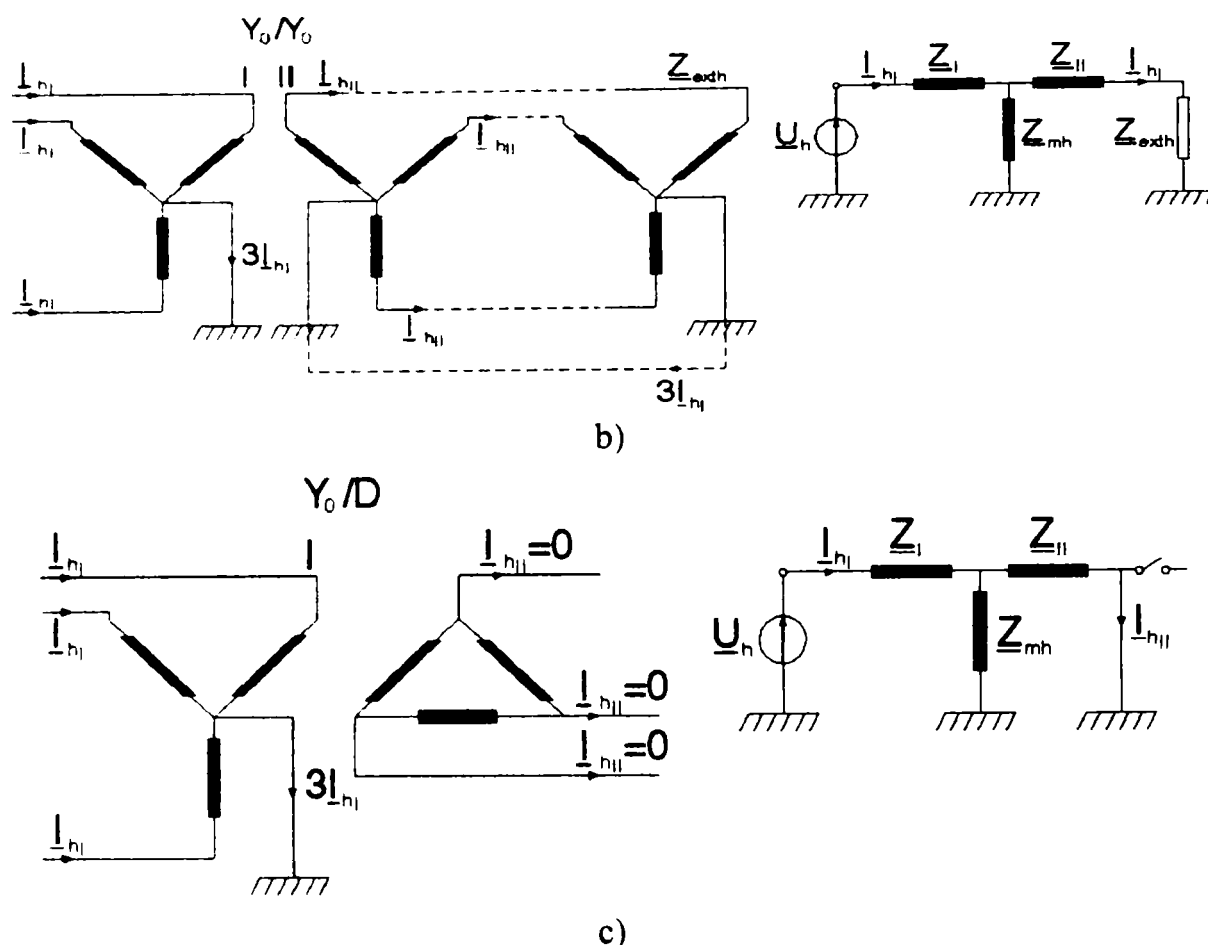 Y₀/Y₀
I II
I_hI
I_hII
Z_exth
I_hI
I_hII
3I_hI
I_hI
I_hII
3I_hI
I_hI
Z_I
Z_II
I_hI
U_h
Z_mh
Z_exth
b)
Y₀/D
I
I_hI
I_hII=0
I_hI
I_hII=0
I_hII=0
3I_hI
I_hI
I_hI
Z_I
Z_II
U_h
Z_mh
I_hII
c)